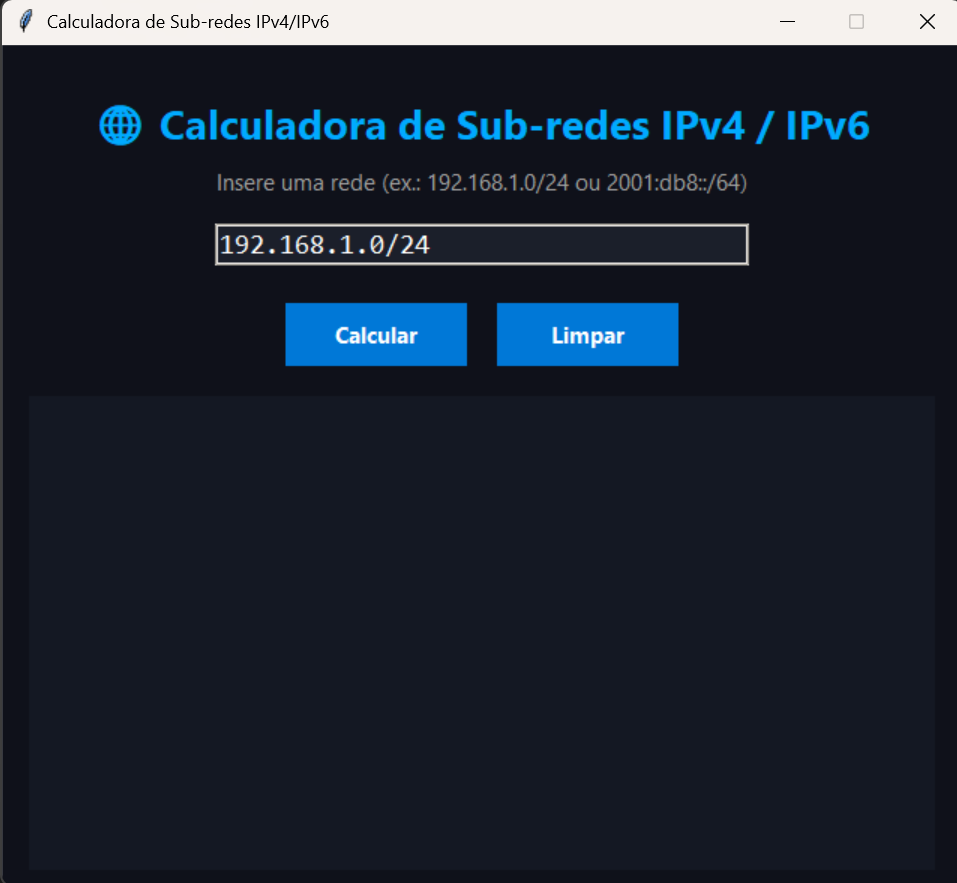 Calculadora de Sub-redes IPv4/IPv6
Calculadora de Sub-redes IPv4 / IPv6
Insere uma rede (ex.: 192.168.1.0/24 ou 2001:db8::/64)
192.168.1.0/24
Calcular Limpar